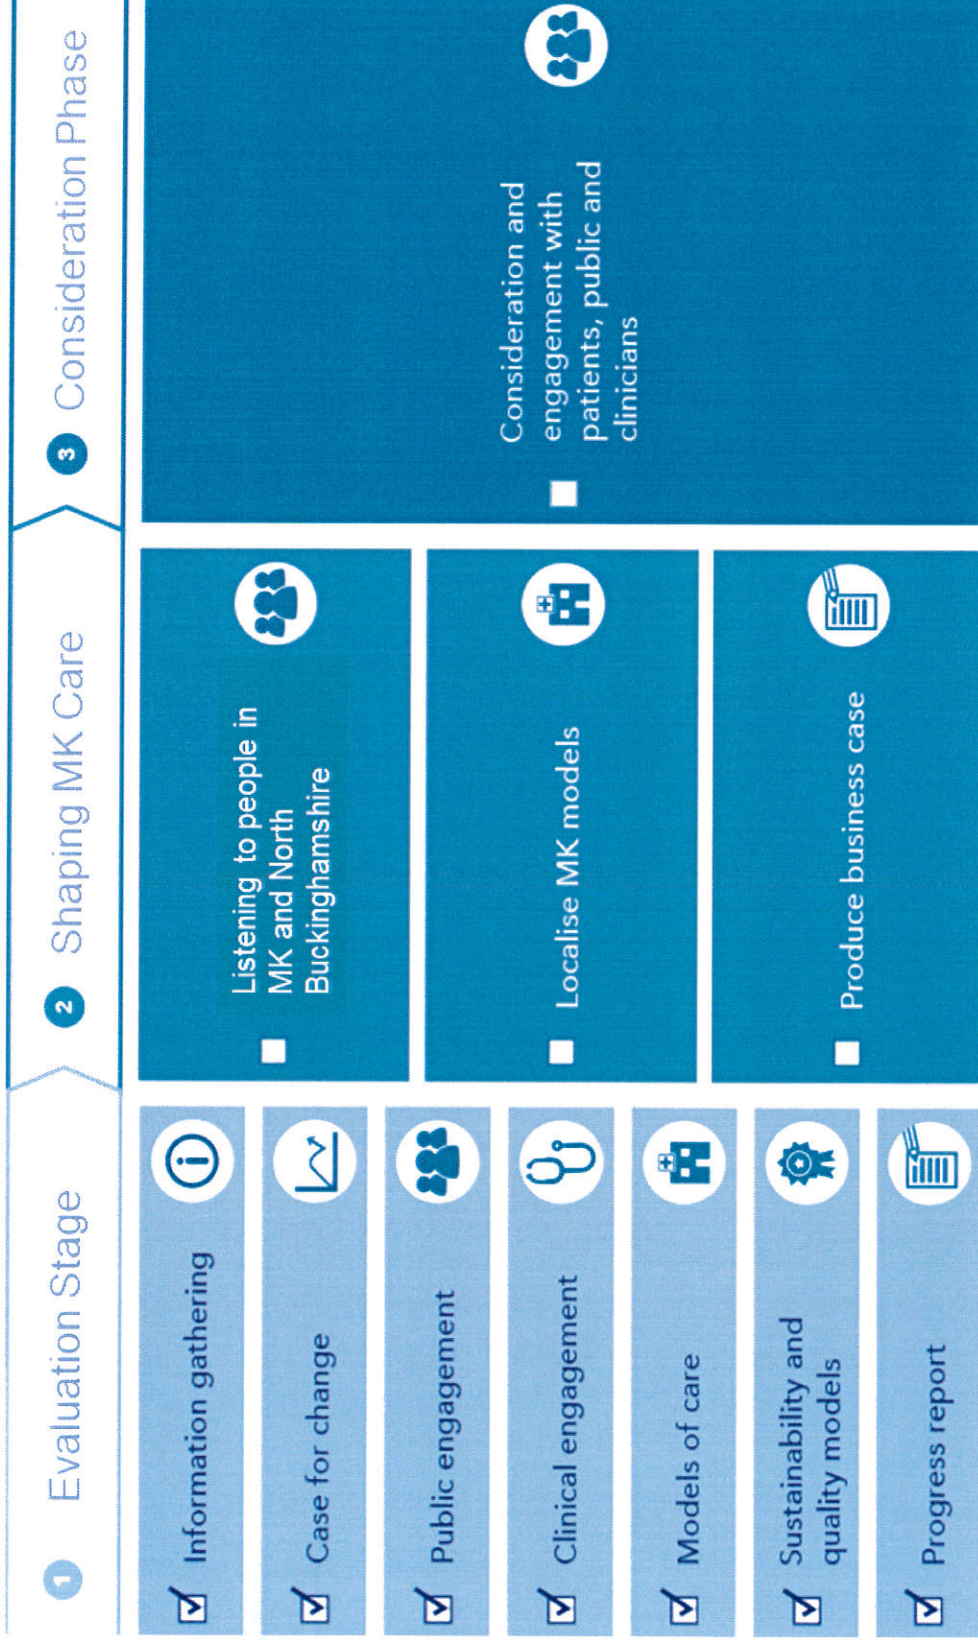 1 Evaluation Stage
2 Shaping MK Care
3 Consideration Phase
Information gathering
Case for change
Public engagement
Clinical engagement
Models of care
Sustainability and
quality models
Progress report
Listening to people in
MK and North
Buckinghamshire
Localise MK models
Produce business case
Consideration and
engagement with
patients, public and
clinicians